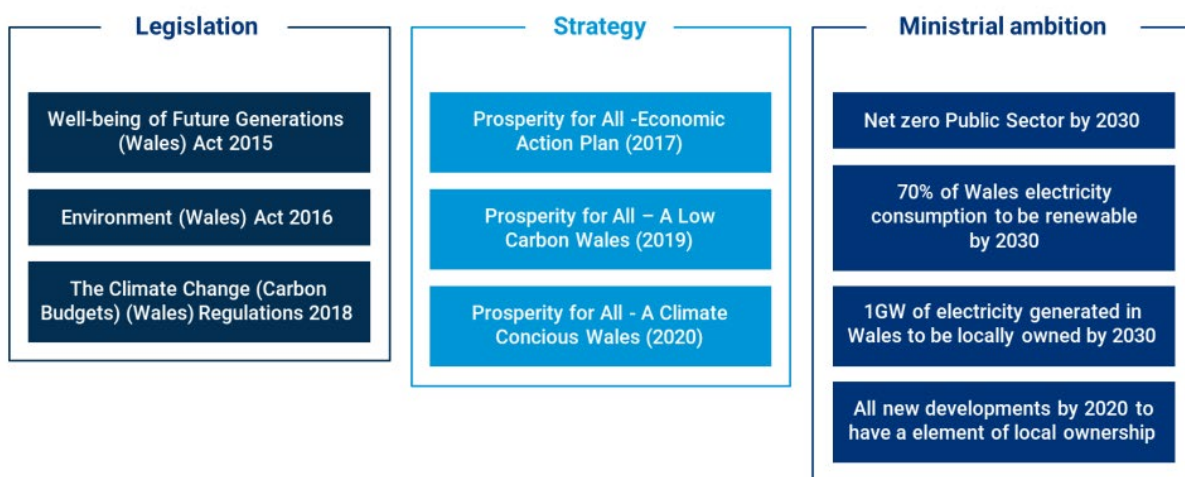 Legislation
Well-being of Future Generations
(Wales) Act 2015
Environment (Wales) Act 2016
The Climate Change (Carbon
Budgets) (Wales) Regulations 2018
Strategy
Prosperity for All -Economic
Action Plan (2017)
Prosperity for All – A Low
Carbon Wales (2019)
Prosperity for All - A Climate
Concious Wales (2020)
Ministrial ambition
Net zero Public Sector by 2030
70% of Wales electricity
consumption to be renewable
by 2030
1GW of electricity generated in
Wales to be locally owned by 2030
All new developments by 2020 to
have a element of local ownership